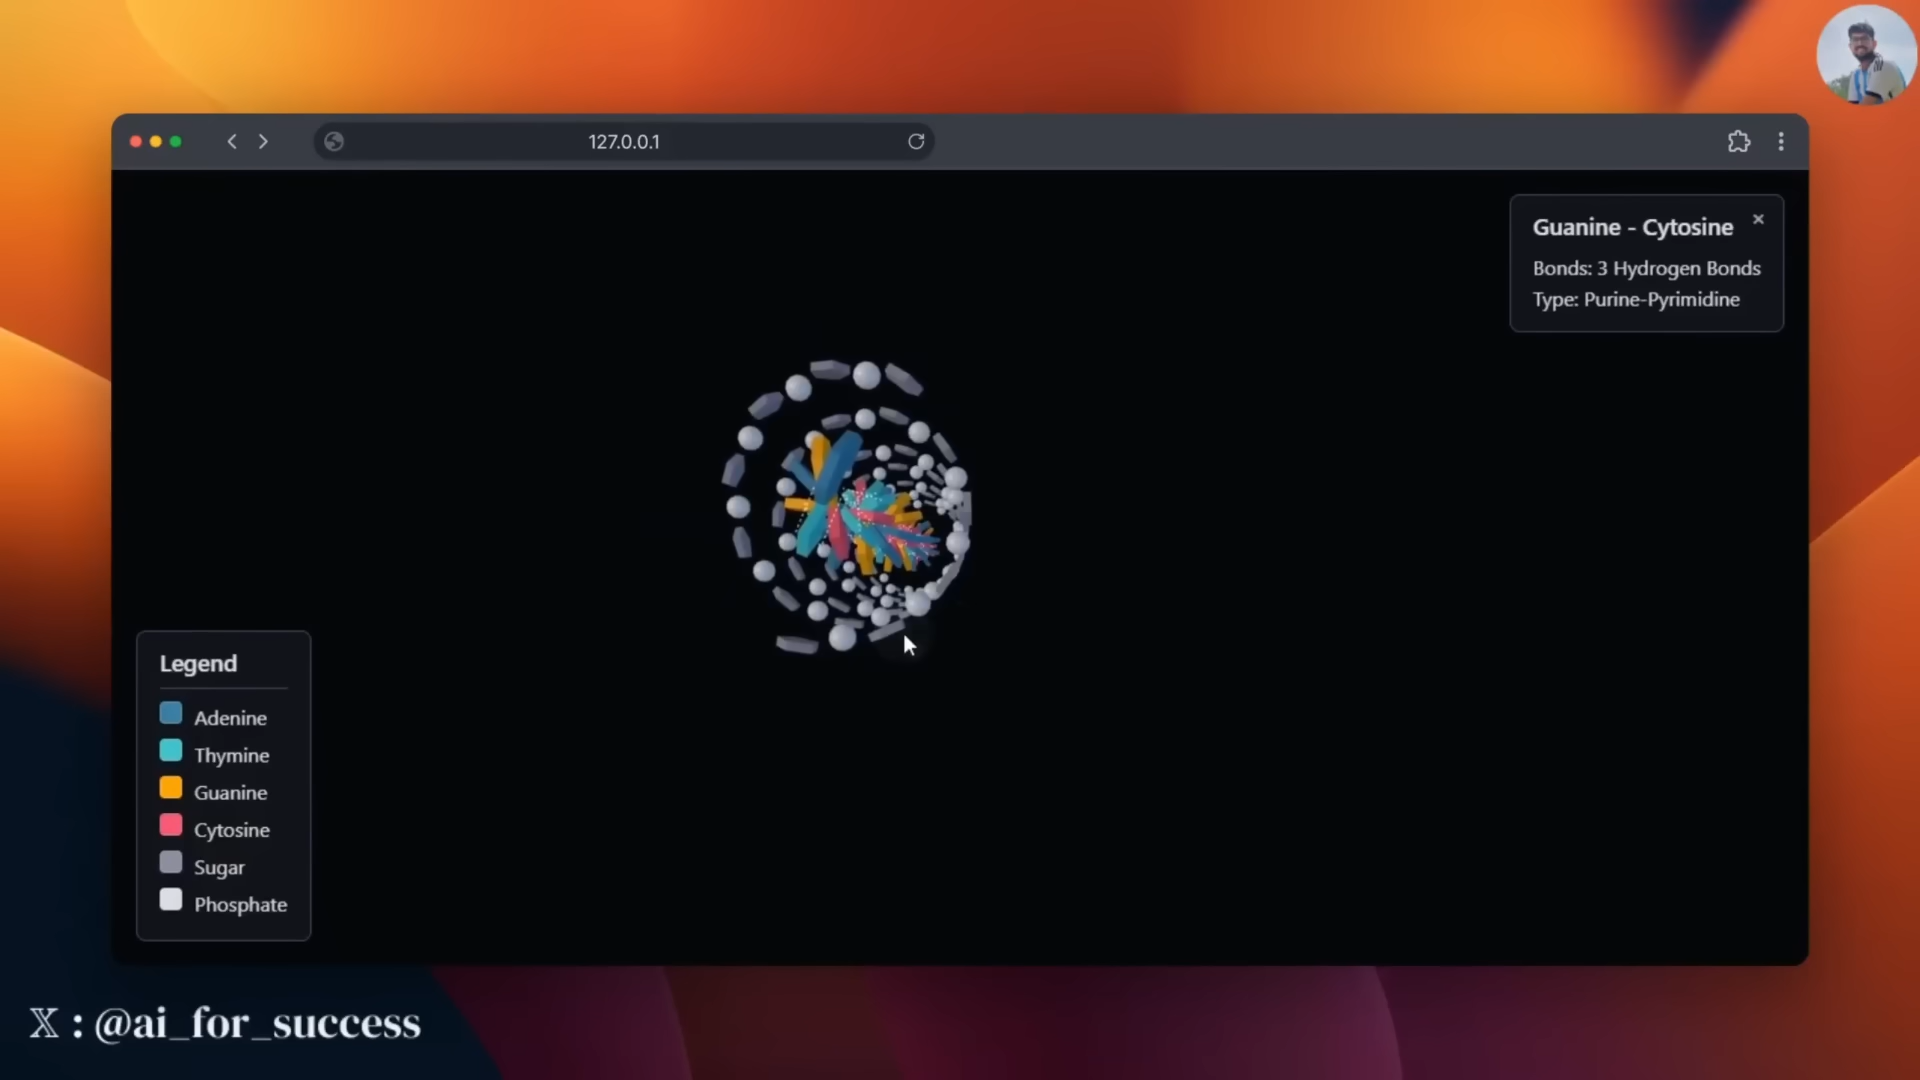 127.0.0.1
Guanine - Cytosine ×
Bonds: 3 Hydrogen Bonds
Type: Purine-Pyrimidine
Legend
Adenine
Thymine
Guanine
Cytosine
Sugar
Phosphate
𝕏 : @ai_for_success